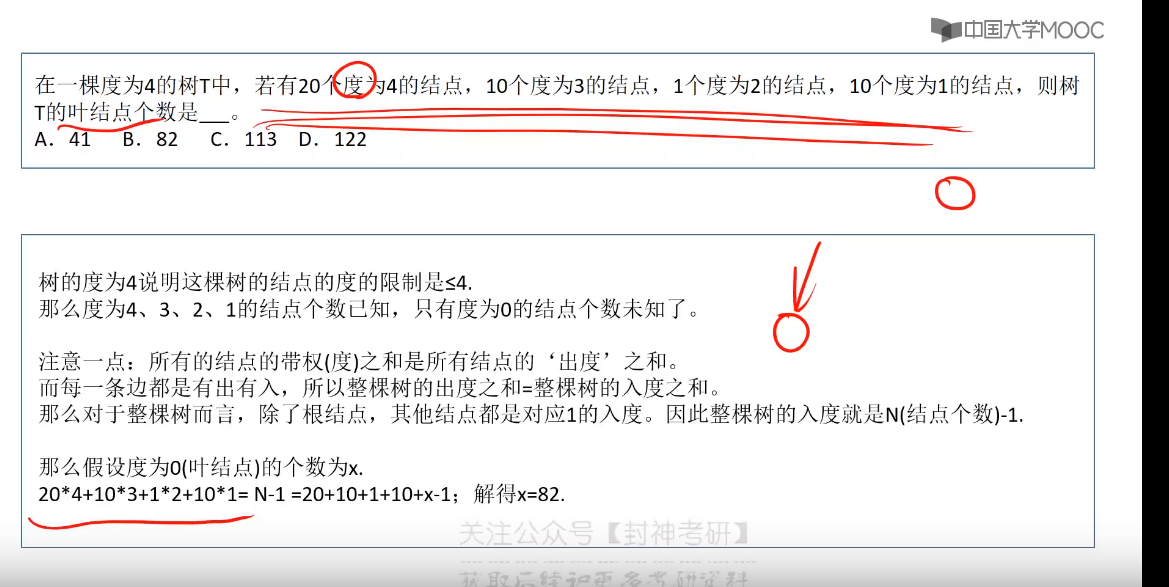 中国大学MOOC
在一棵度为4的树T中，若有20个度为4的结点，10个度为3的结点，1个度为2的结点，10个度为1的结点，则树
T的叶结点个数是___。
A. 41 B. 82 C. 113 D. 122
树的度为4说明这棵树的结点的度的限制是≤4.
那么度为4、3、2、1的结点个数已知，只有度为0的结点个数未知了。
注意一点：所有的结点的带权(度)之和是所有结点的‘出度’之和。
而每一条边都是有出有入，所以整棵树的出度之和=整棵树的入度之和。
那么对于整棵树而言，除了根结点，其他结点都是对应1的入度。因此整棵树的入度就是N(结点个数)-1.
那么假设度为0(叶结点)的个数为x.
20*4+10*3+1*2+10*1= N-1 =20+10+1+10+x-1；解得x=82.
关注公众号【封神考研】
获取后续更多考研资料